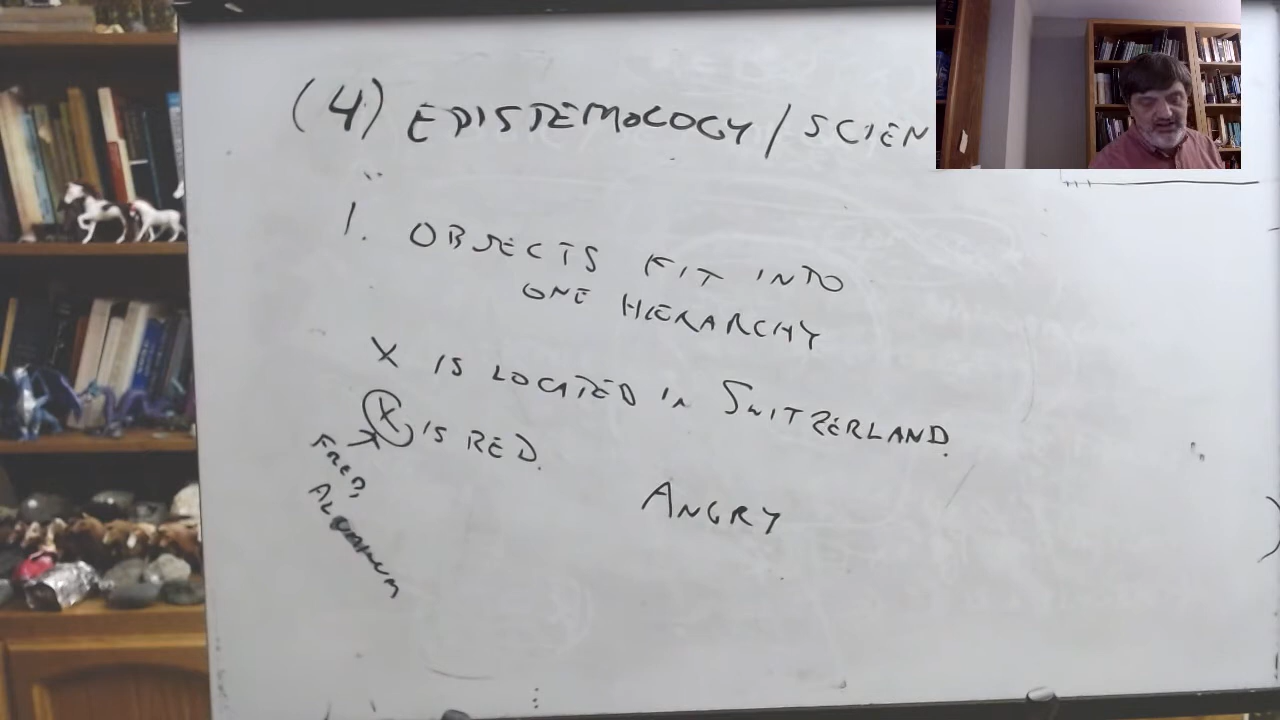 (4) EPISTEMOLOGY / SCIEN
1. OBJECTS FIT INTO
ONE HIERARCHY
X IS LOCATED IN SWITZERLAND.
X IS RED.
FRED,
ANGRY